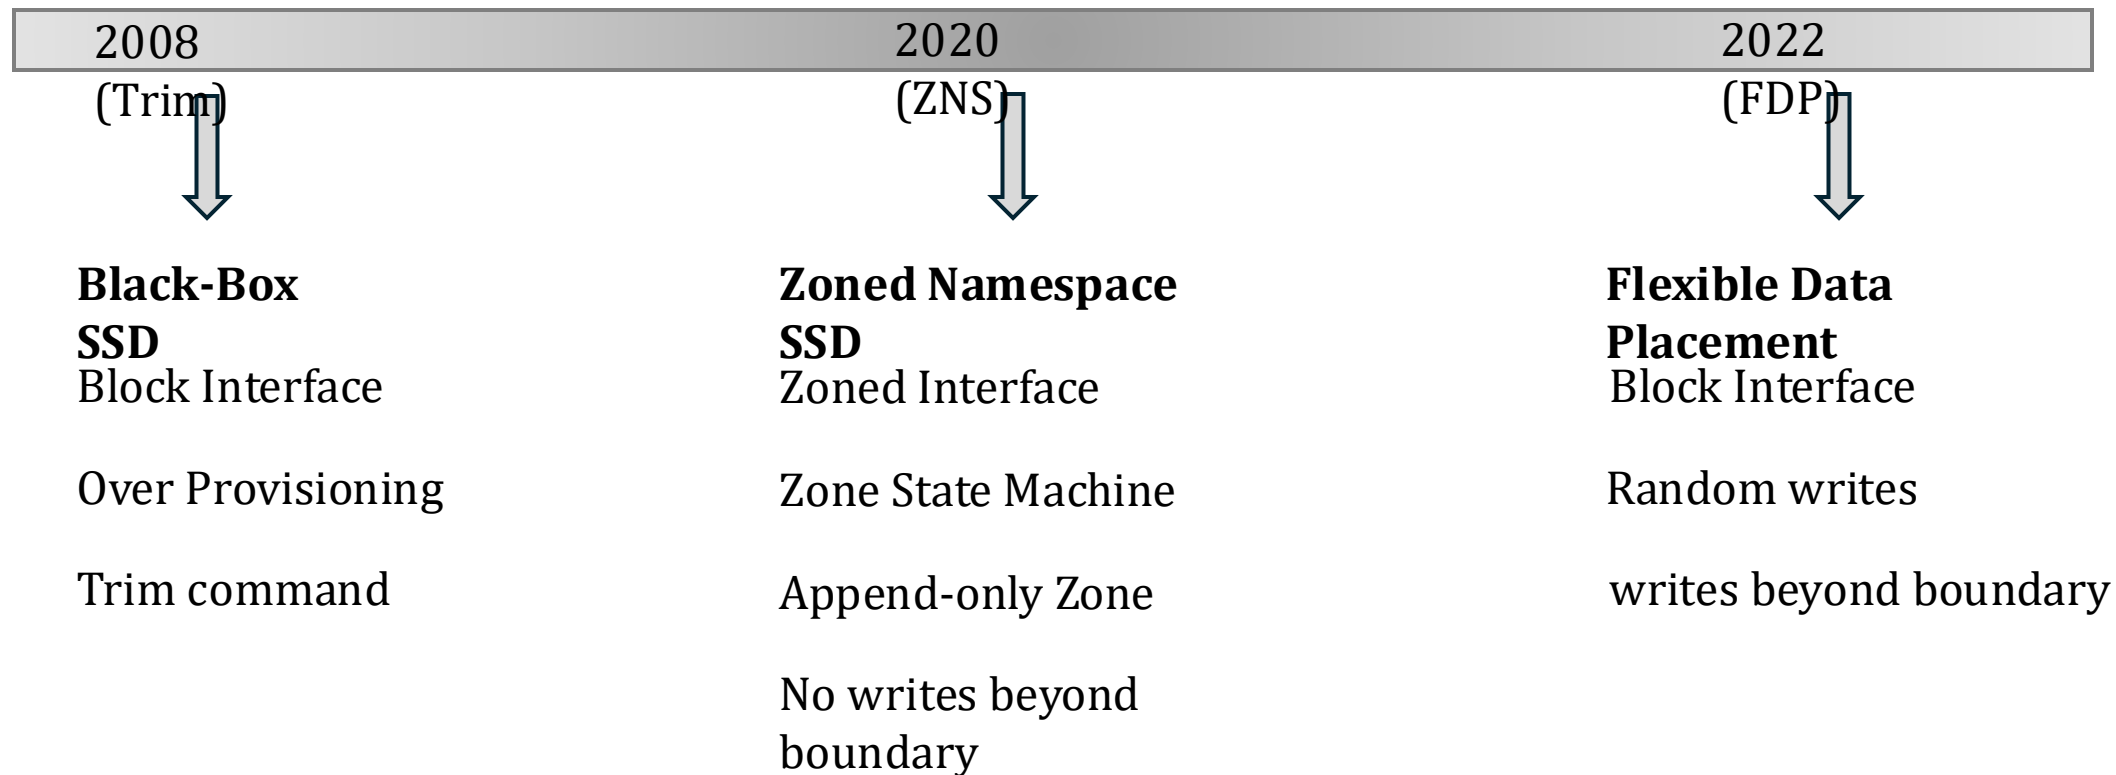 2008
(Trim)
2020
(ZNS)
2022
(FDP)
Black-Box
SSD
Block Interface
Over Provisioning
Trim command
Zoned Namespace
SSD
Zoned Interface
Zone State Machine
Append-only Zone
No writes beyond
boundary
Flexible Data
Placement
Block Interface
Random writes
writes beyond boundary